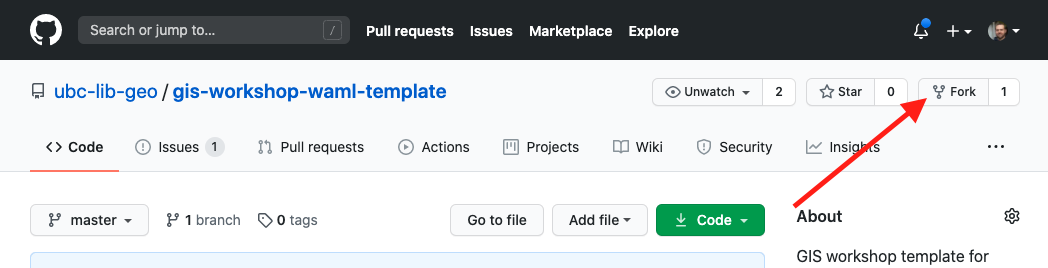 Search or jump to... / Pull requests Issues Marketplace Explore
ubc-lib-geo / gis-workshop-waml-template Unwatch 2 Star 0 Fork 1
Code Issues 1 Pull requests Actions Projects Wiki Security Insights ...
master 1 branch 0 tags Go to file Add file Code About
GIS workshop template for